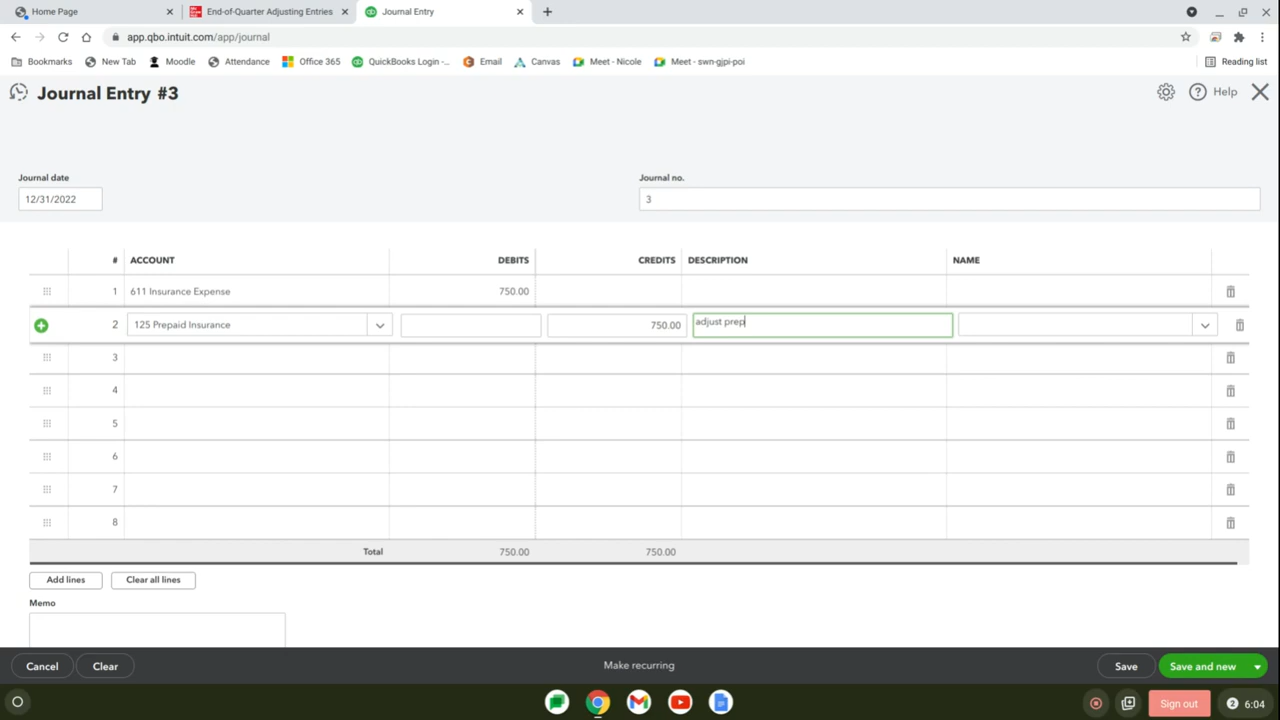 Home Page
End-of-Quarter Adjusting Entries
Journal Entry
app.qbo.intuit.com/app/journal
Bookmarks New Tab Moodle Attendance Office 365 QuickBooks Login -... Email Canvas Meet - Nicole Meet - swn-gjpi-poi Reading list
Journal Entry #3
Help
Journal date Journal no.
12/31/2022 3
# ACCOUNT DEBITS CREDITS DESCRIPTION NAME
1 611 Insurance Expense 750.00
2 125 Prepaid Insurance 750.00 adjust prep
3
4
5
6
7
8
Total 750.00 750.00
Add lines Clear all lines
Memo
Cancel Clear Make recurring Save Save and new
Sign out 2 6:04